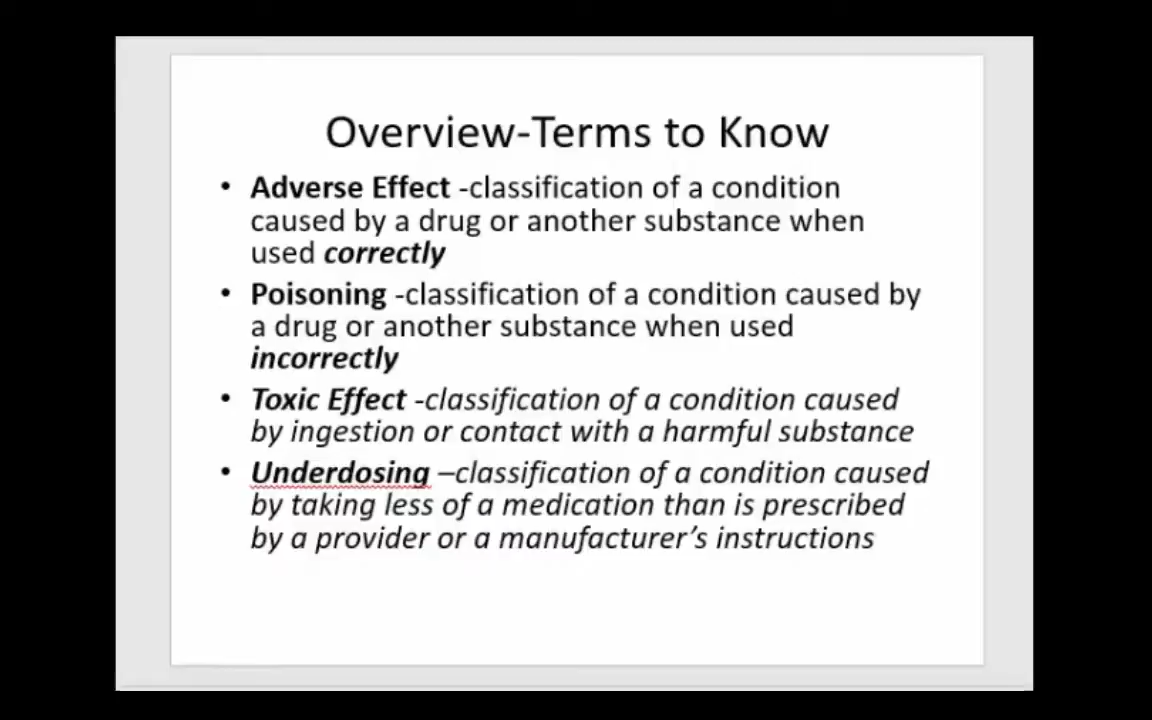 Overview-Terms to Know
• Adverse Effect -classification of a condition
caused by a drug or another substance when
used correctly
• Poisoning -classification of a condition caused by
a drug or another substance when used
incorrectly
• Toxic Effect -classification of a condition caused
by ingestion or contact with a harmful substance
• Underdosing –classification of a condition caused
by taking less of a medication than is prescribed
by a provider or a manufacturer’s instructions